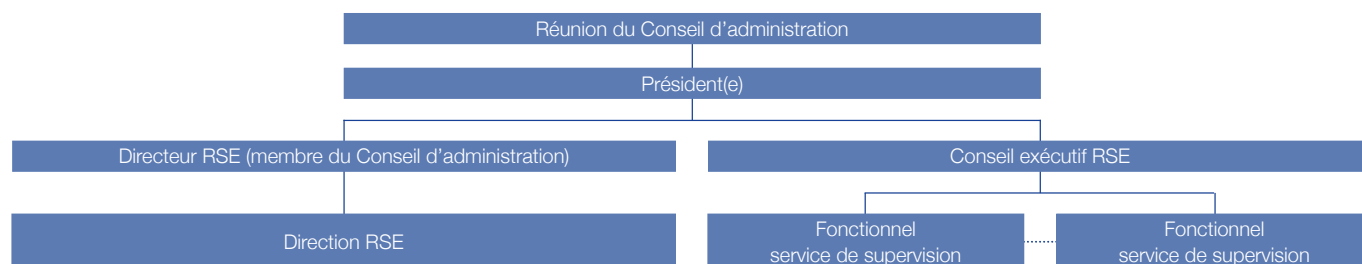 Réunion du Conseil d’administration
Président(e)
Directeur RSE (membre du Conseil d’administration)
Conseil exécutif RSE
Direction RSE
Fonctionnel
service de supervision
Fonctionnel
service de supervision